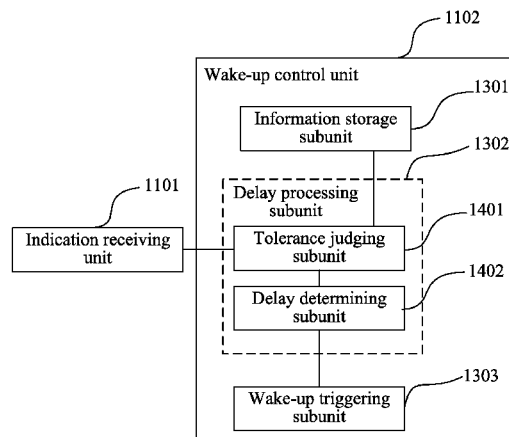 1102
Wake-up control unit
1301
Information storage
subunit
1302
1101
Delay processing
subunit
1401
Indication receiving
unit
Tolerance judging
subunit
1402
Delay determining
subunit
1303
Wake-up triggering
subunit